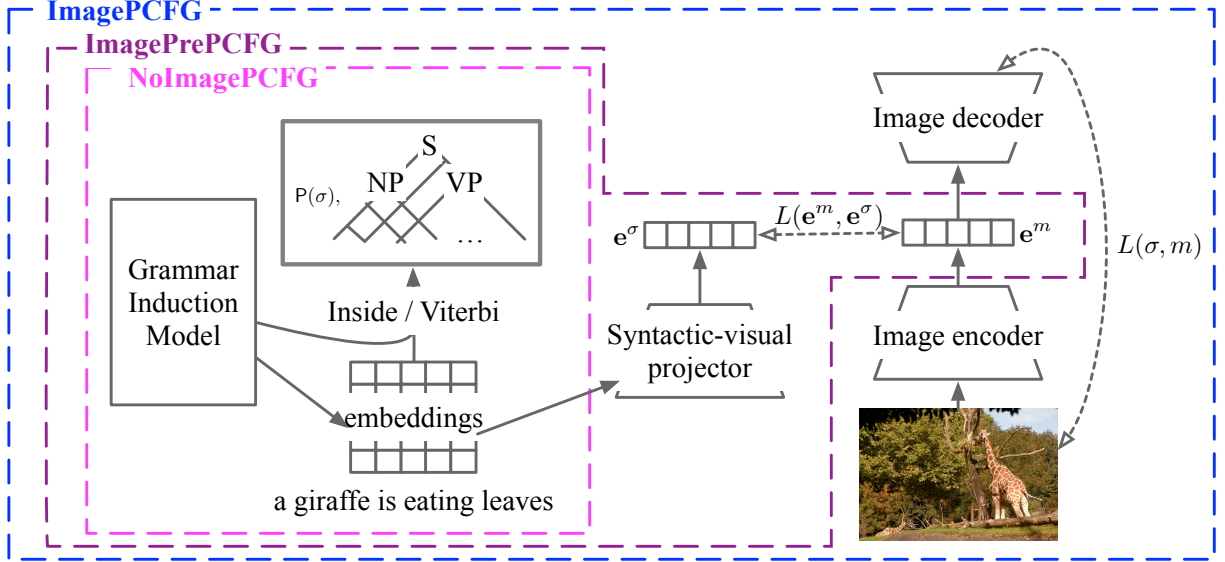 ImagePCFG
ImagePrePCFG
NoImagePCFG
Image decoder
S
NP
VP
P(σ),
...
e^σ
L(e^m, e^σ)
e^m
L(σ, m)
Grammar
Induction
Model
Inside / Viterbi
Syntactic-visual
projector
Image encoder
embeddings
a giraffe is eating leaves